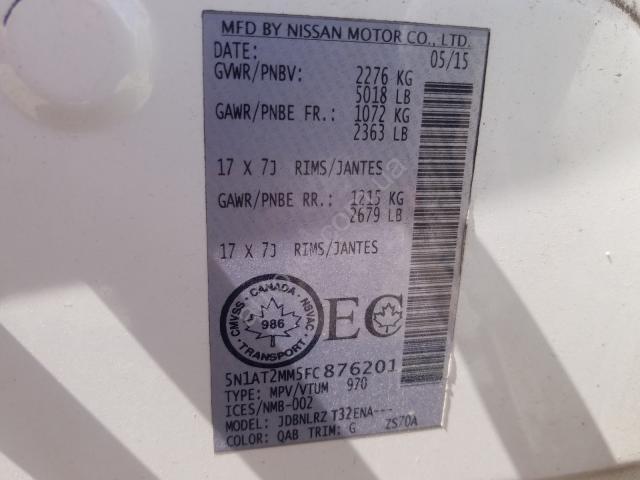 MFD BY NISSAN MOTOR CO., LTD.
DATE: 05/15
GVWR/PNBV: 2276 KG
5018 LB
GAWR/PNBE FR.: 1072 KG
2363 LB
17 X 7J RIMS/JANTES
GAWR/PNBE RR.: 1215 KG
2679 LB
17 X 7J RIMS/JANTES
CMVSS · CANADA · NSVAC
986
TRANSPORT
EC
5N1AT2MM5FC876201
TYPE: MPV/VTUM 970
ICES/NMB-002
MODEL: JDBNLRZ T32ENA---
COLOR: QAB TRIM: G ZS70A